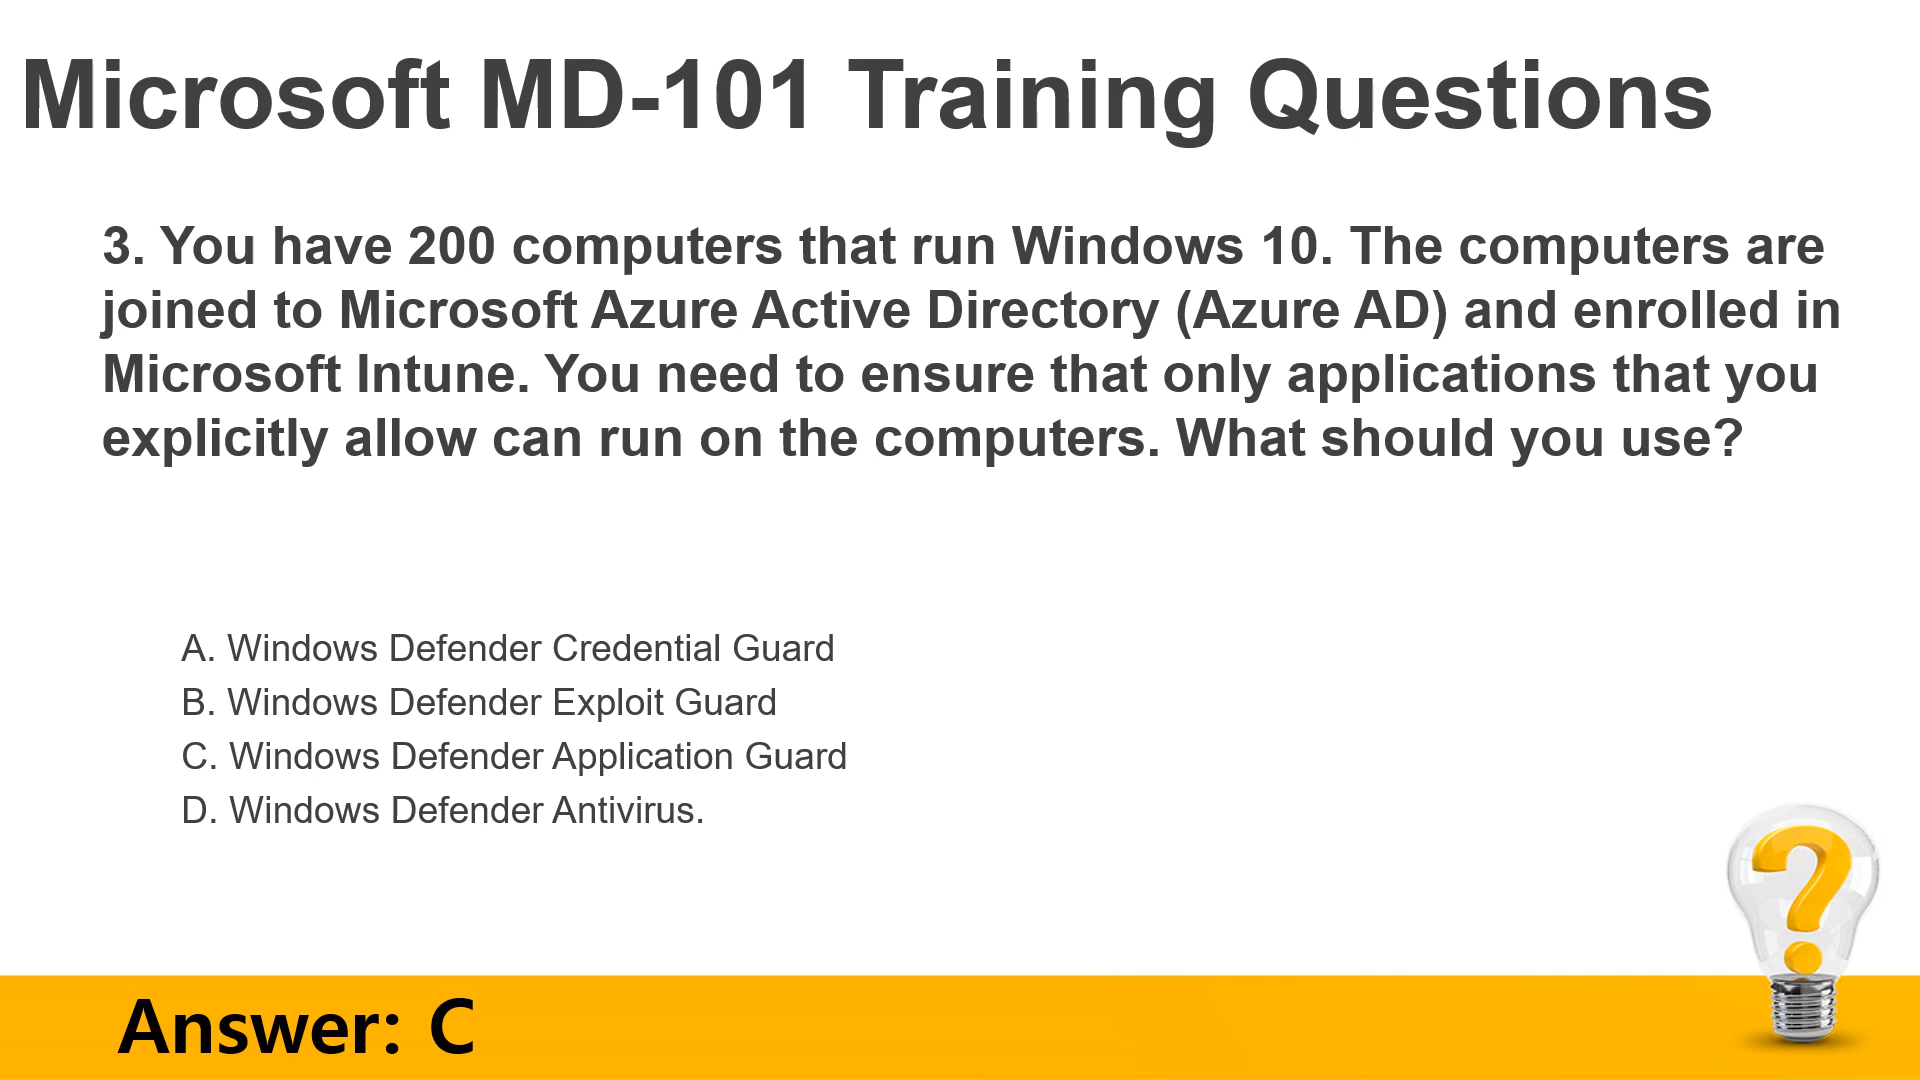 Microsoft MD-101 Training Questions
3. You have 200 computers that run Windows 10. The computers are
joined to Microsoft Azure Active Directory (Azure AD) and enrolled in
Microsoft Intune. You need to ensure that only applications that you
explicitly allow can run on the computers. What should you use?
A. Windows Defender Credential Guard
B. Windows Defender Exploit Guard
C. Windows Defender Application Guard
D. Windows Defender Antivirus.
Answer: C